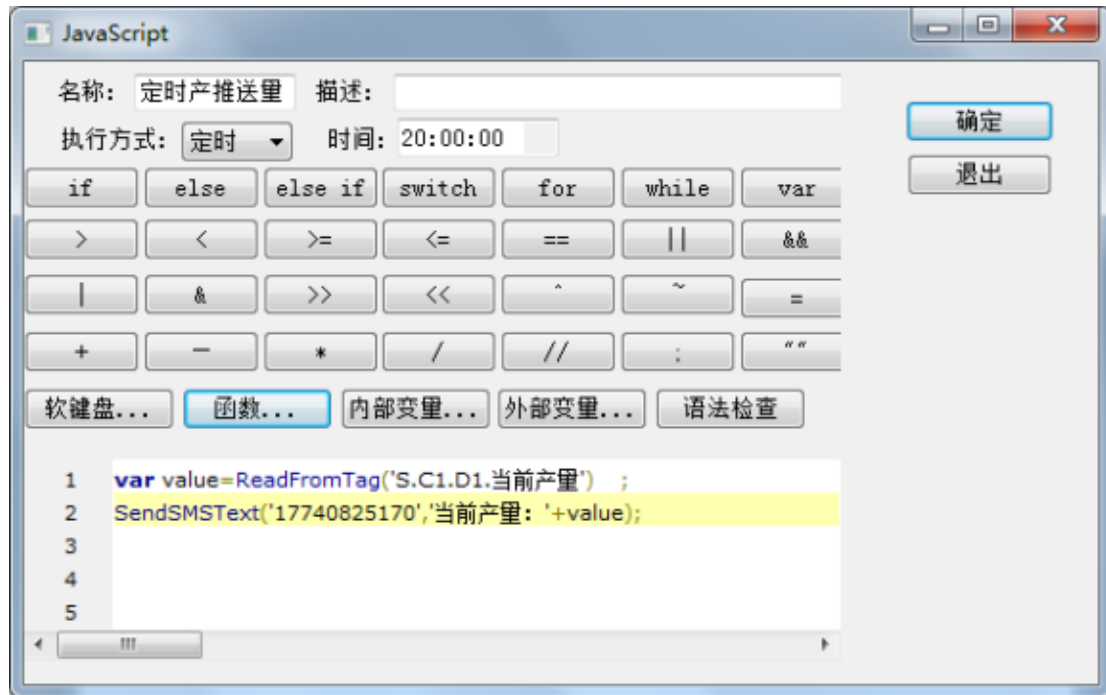 JavaScript
名称： 定时产推送量 描述：
确定
执行方式： 定时 时间： 20:00:00
退出
if else else if switch for while var
> < >= <= == || &&
| & >> << ^ ~ =
+ - * / // ; ""
软键盘... 函数... 内部变量... 外部变量... 语法检查
1 var value=ReadFromTag('S.C1.D1.当前产量') ;
2 SendSMSText('17740825170','当前产量：'+value);
3
4
5